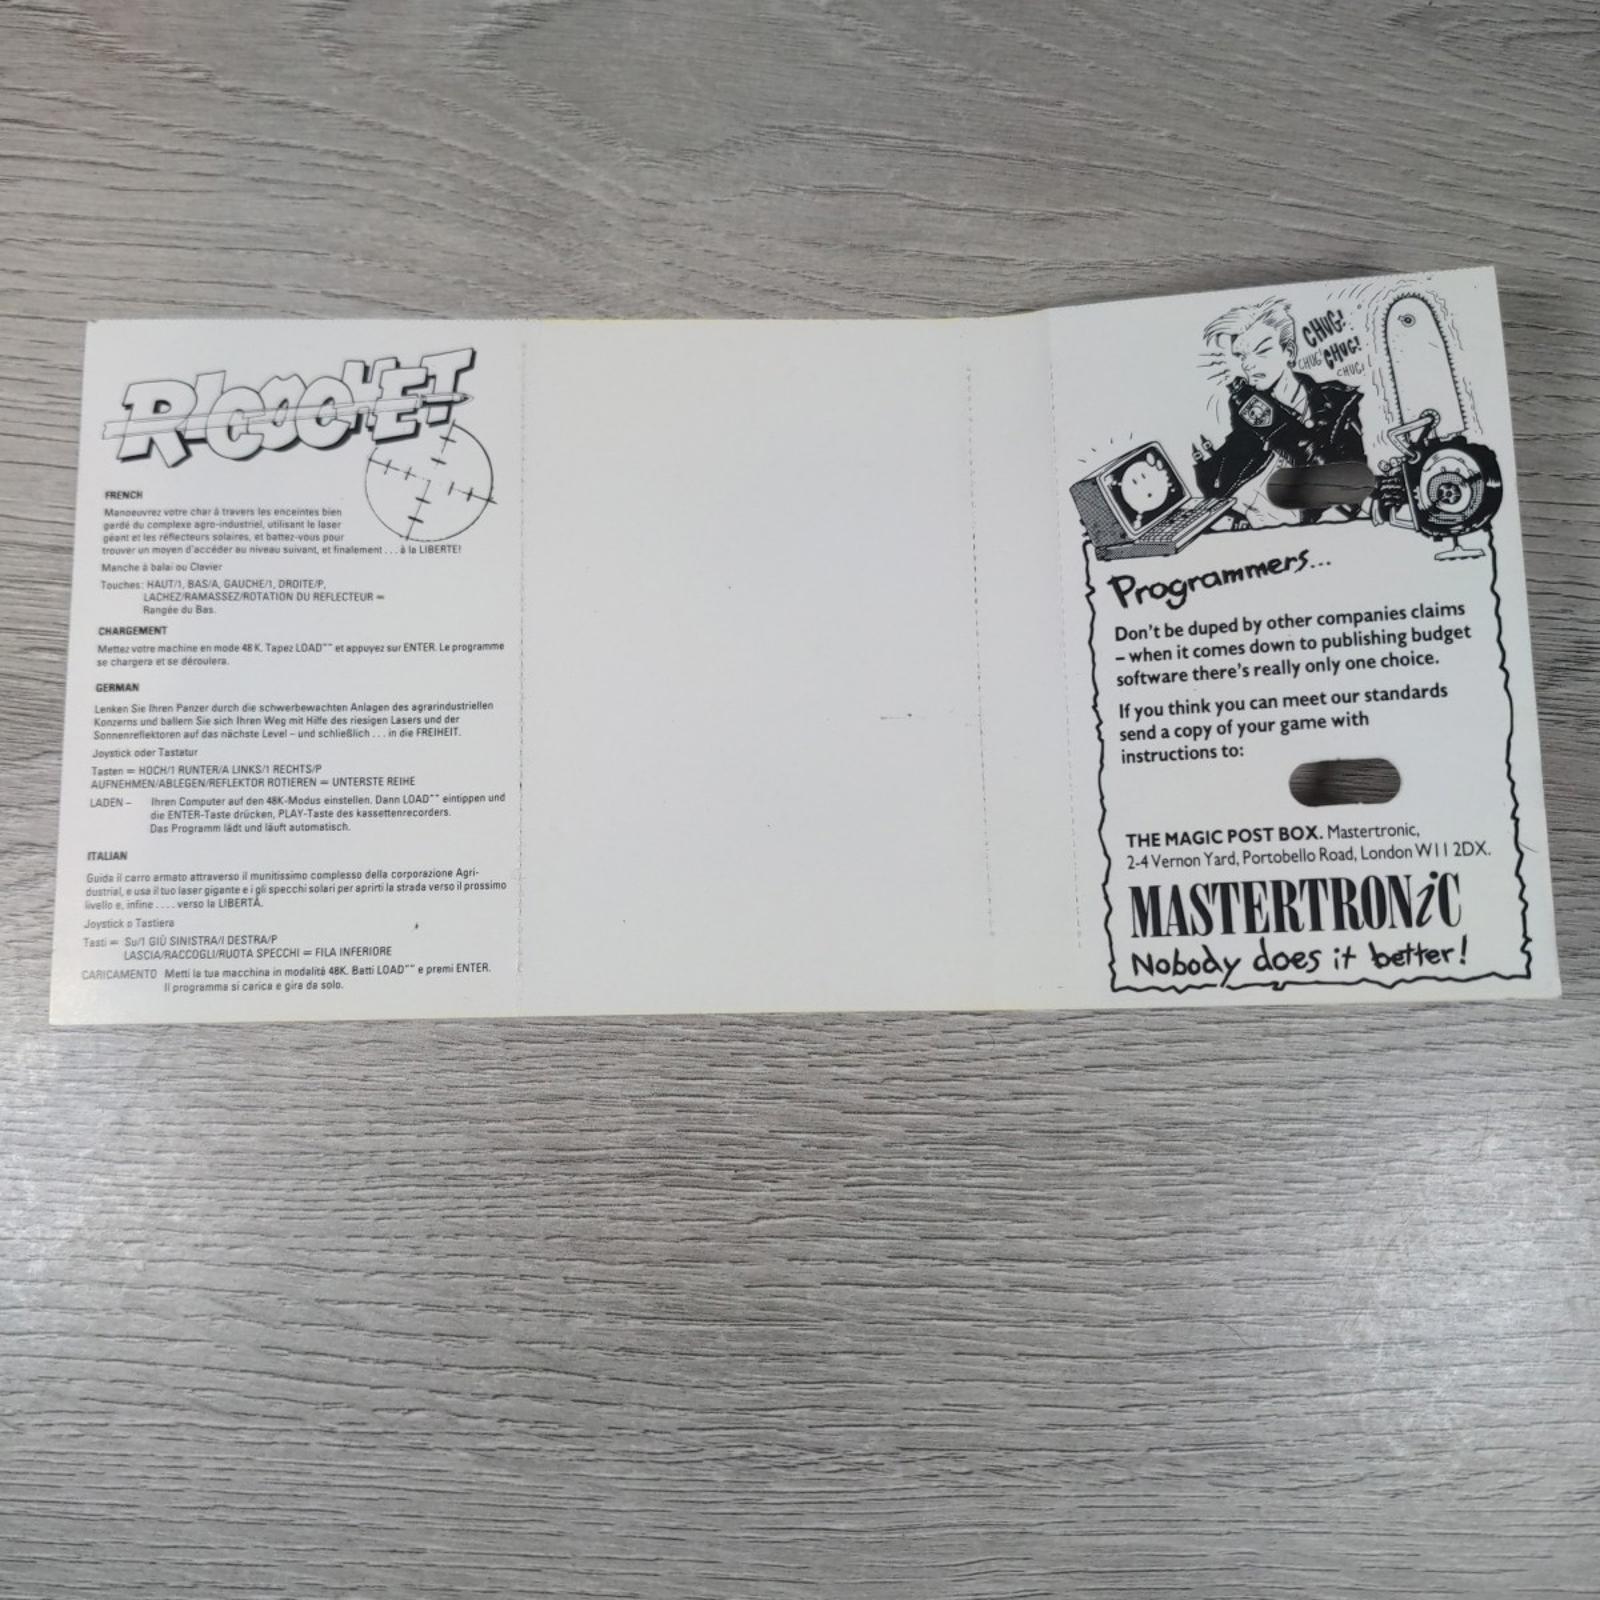 RICOCHET
FRENCH
Manoeuvrez votre char à travers les enceintes bien
gardé du complexe agro-industriel, utilisant le laser
géant et les réflecteurs solaires, et battez-vous pour
trouver un moyen d'accéder au niveau suivant, et finalement . . . à la LIBERTE!
Manche à balai ou Clavier
Touches: HAUT/1, BAS/A, GAUCHE/1, DROITE/P,
LACHEZ/RAMASSEZ/ROTATION DU REFLECTEUR =
Rangée du Bas.
CHARGEMENT
Mettez votre machine en mode 48 K. Tapez LOAD"" et appuyez sur ENTER. Le programme
se chargera et se déroulera.
GERMAN
Lenken Sie Ihren Panzer durch die schwerbewachten Anlagen des agrarindustriellen
Konzerns und ballern Sie sich Ihren Weg mit Hilfe des riesigen Lasers und der
Sonnenreflektoren auf das nächste Level – und schließlich . . . in die FREIHEIT.
Joystick oder Tastatur
Tasten = HOCH/1 RUNTER/A LINKS/1 RECHTS/P
AUFNEHMEN/ABLEGEN/REFLEKTOR ROTIEREN = UNTERSTE REIHE
LADEN – Ihren Computer auf den 48K-Modus einstellen. Dann LOAD"" eintippen und
die ENTER-Taste drücken, PLAY-Taste des kassettenrecorders.
Das Programm lädt und läuft automatisch.
ITALIAN
Guida il carro armato attraverso il munitissimo complesso della corporazione Agri-
dustrial, e usa il tuo laser gigante e i gli specchi solari per aprirti la strada verso il prossimo
livello e, infine . . . . verso la LIBERTÀ.
Joystick o Tastiera
Tasti = Su/1 GIÙ SINISTRA/I DESTRA/P
LASCIA/RACCOGLI/RUOTA SPECCHI = FILA INFERIORE
CARICAMENTO Metti la tua macchina in modalità 48K. Batti LOAD"" e premi ENTER.
Il programma si carica e gira da solo.
CHUG!
CHUG! CHUG!
CHUG!
Programmers...
Don't be duped by other companies claims
– when it comes down to publishing budget
software there's really only one choice.
If you think you can meet our standards
send a copy of your game with
instructions to:
THE MAGIC POST BOX. Mastertronic,
2-4 Vernon Yard, Portobello Road, London W11 2DX.
MASTERTRONiC
Nobody does it better!